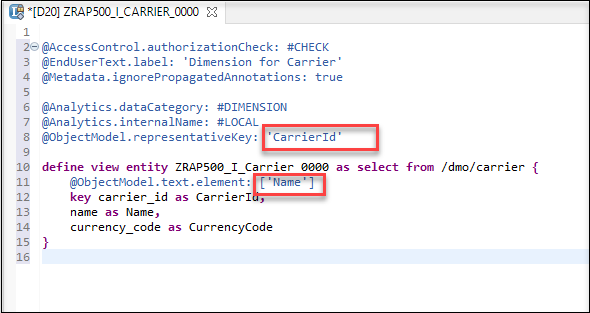 *[D20] ZRAP500_I_CARRIER_0000
1
2 @AccessControl.authorizationCheck: #CHECK
3 @EndUserText.label: 'Dimension for Carrier'
4 @Metadata.ignorePropagatedAnnotations: true
5
6 @Analytics.dataCategory: #DIMENSION
7 @Analytics.internalName: #LOCAL
8 @ObjectModel.representativeKey: 'CarrierId'
9
10 define view entity ZRAP500_I_Carrier_0000 as select from /dmo/carrier {
11 @ObjectModel.text.element: ['Name']
12 key carrier_id as CarrierId,
13 name as Name,
14 currency_code as CurrencyCode
15 }
16